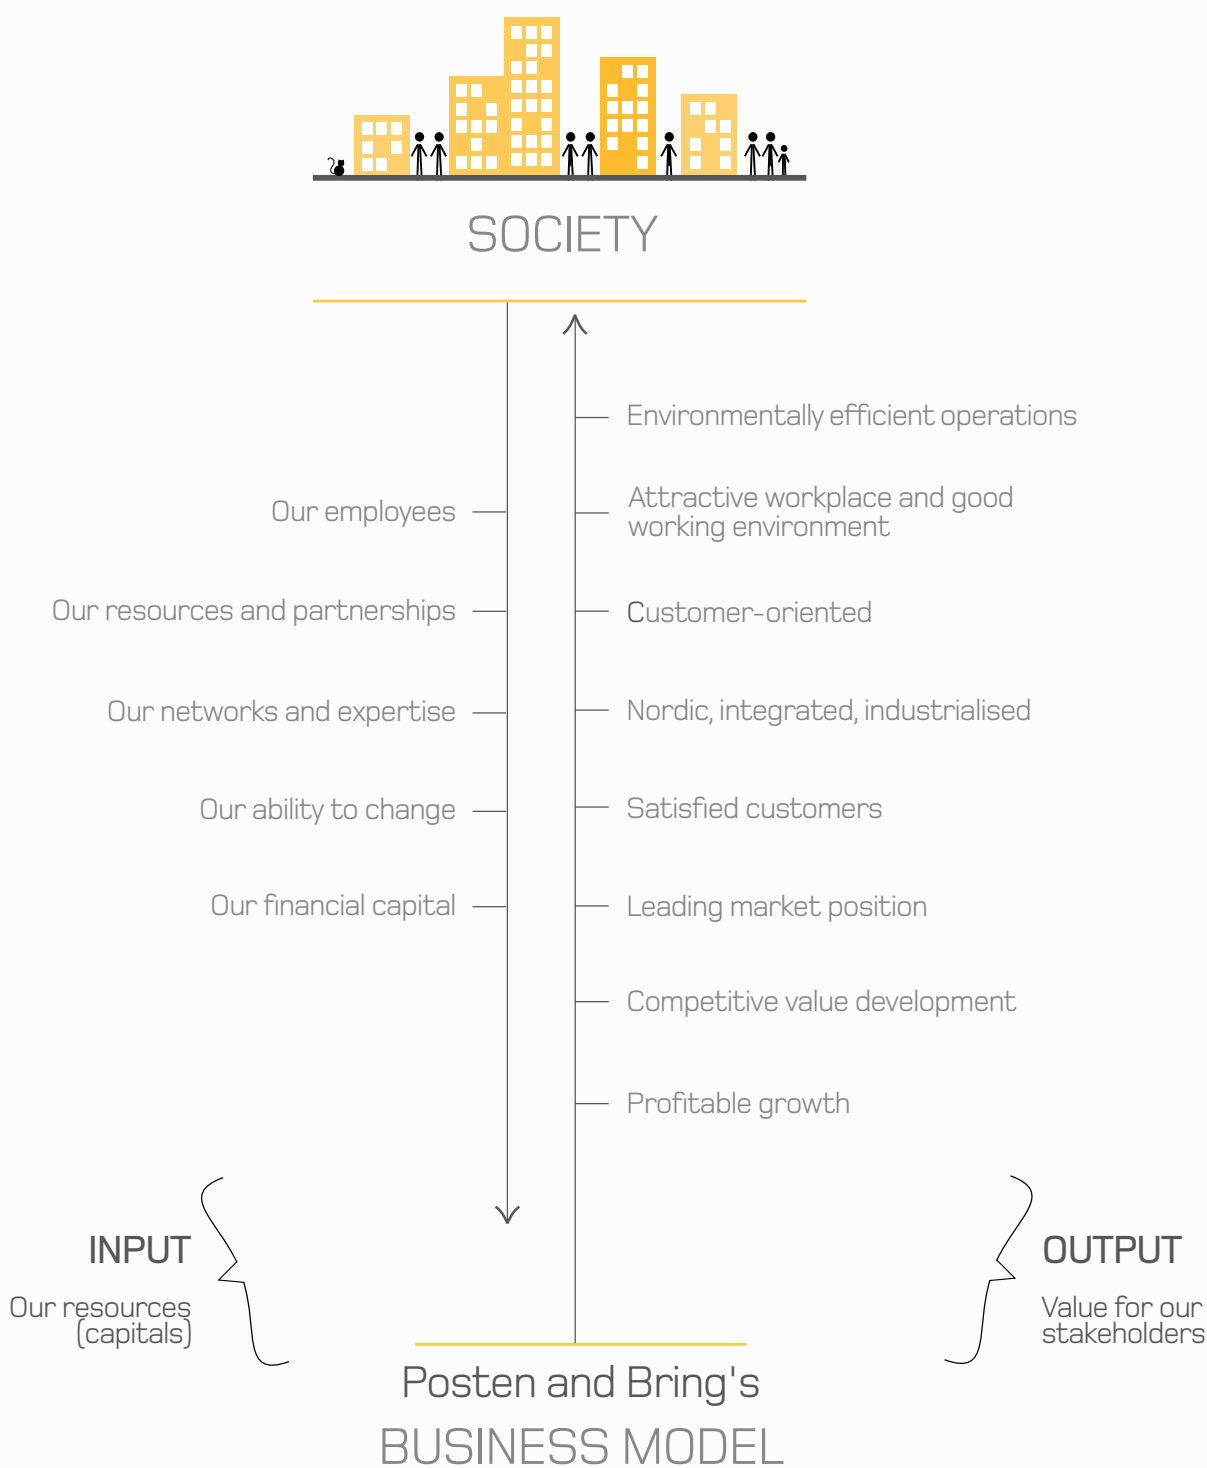 SOCIETY
Environmentally efficient operations
Our employees
Attractive workplace and good
working environment
Our resources and partnerships
Customer-oriented
Our networks and expertise
Nordic, integrated, industrialised
Our ability to change
Satisfied customers
Our financial capital
Leading market position
Competitive value development
Profitable growth
INPUT
Our resources
(capitals)
OUTPUT
Value for our
stakeholders
Posten and Bring's
BUSINESS MODEL